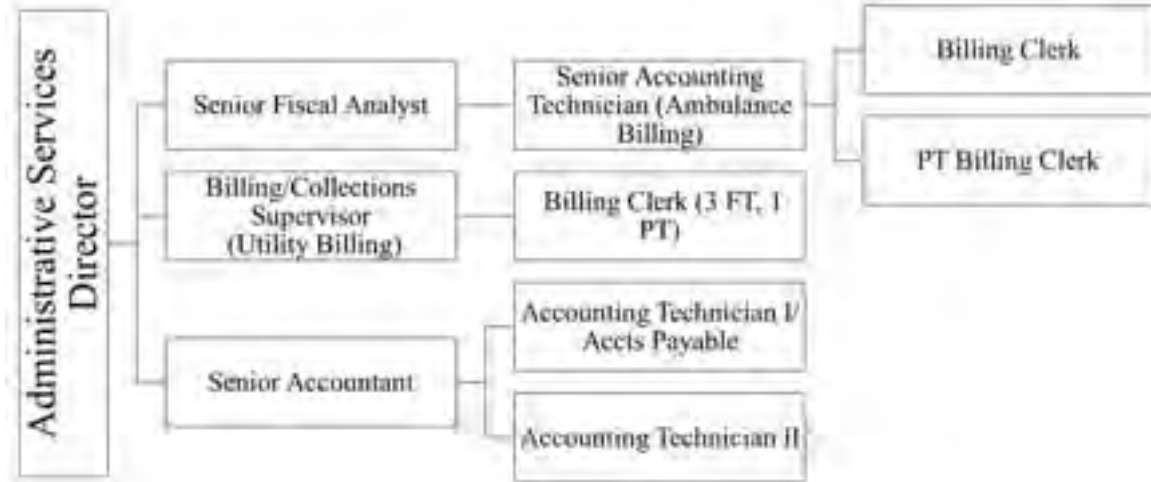 Administrative Services
Director
Senior Fiscal Analyst
Senior Accounting
Technician (Ambulance
Billing)
Billing Clerk
PT Billing Clerk
Billing/Collections
Supervisor
(Utility Billing)
Billing Clerk (3 FT, 1
PT)
Senior Accountant
Accounting Technician I/
Accts Payable
Accounting Technician II